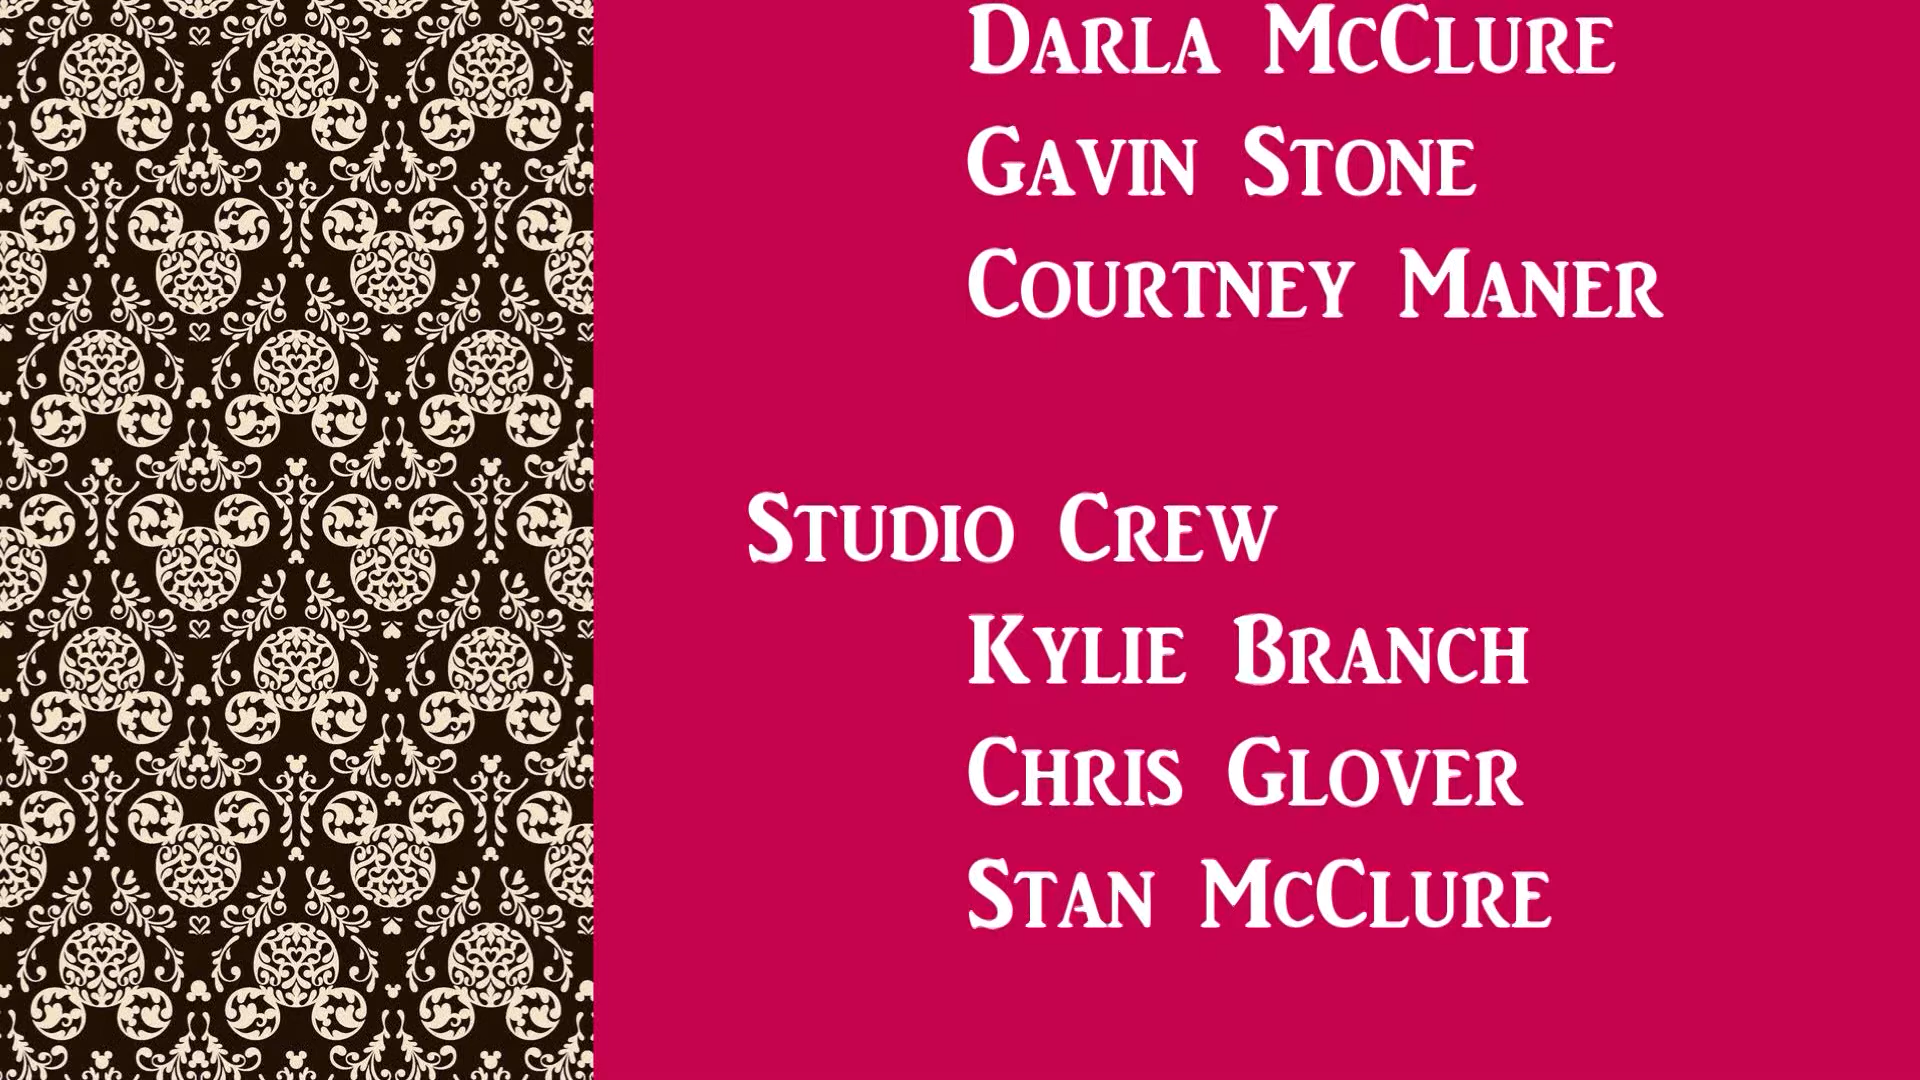 Darla McClure
Gavin Stone
Courtney Maner
Studio Crew
Kylie Branch
Chris Glover
Stan McClure